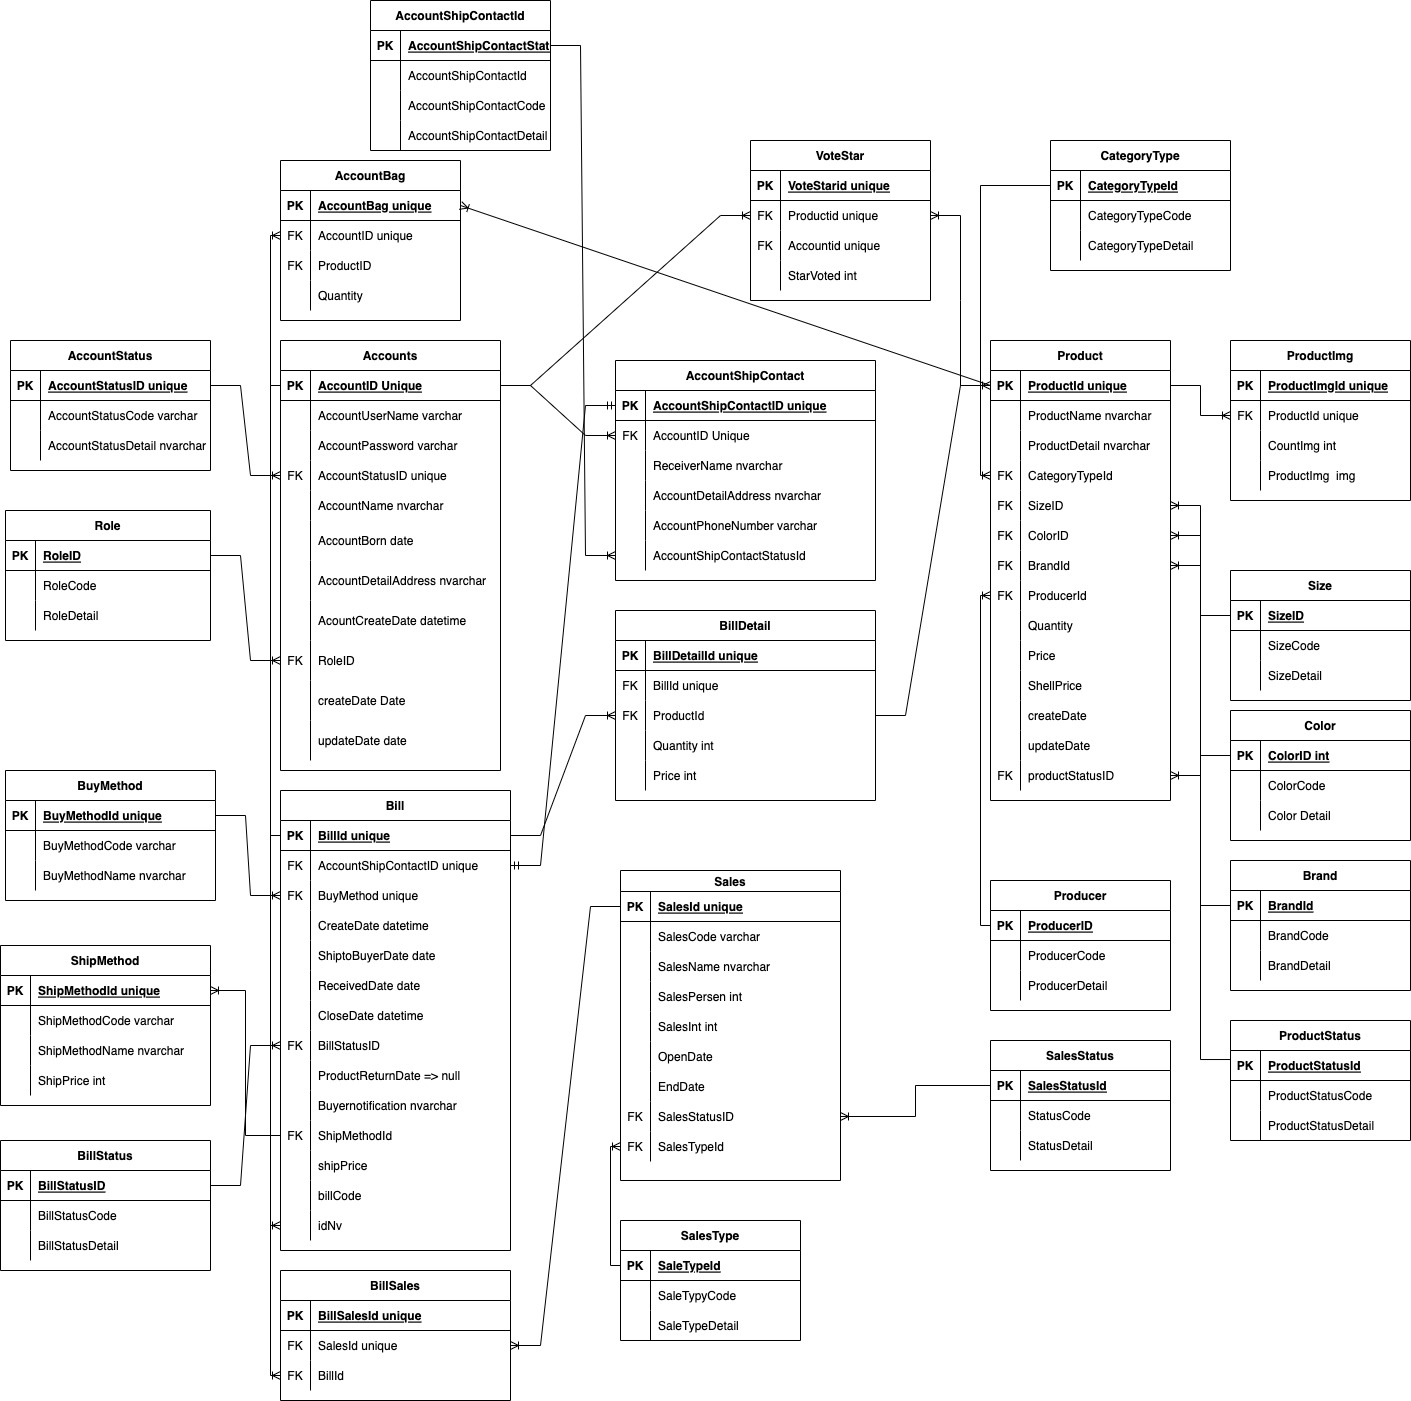 AccountShipContactId
PK AccountShipContactStat
AccountShipContactId
AccountShipContactCode
AccountShipContactDetail
AccountBag
PK AccountBag unique
FK AccountID unique
FK ProductID
Quantity
VoteStar
PK VoteStarid unique
FK Productid unique
FK Accountid unique
StarVoted int
CategoryType
PK CategoryTypeId
CategoryTypeCode
CategoryTypeDetail
AccountStatus
PK AccountStatusID unique
AccountStatusCode varchar
AccountStatusDetail nvarchar
Accounts
PK AccountID Unique
AccountUserName varchar
AccountPassword varchar
FK AccountStatusID unique
AccountName nvarchar
AccountBorn date
AccountDetailAddress nvarchar
AcountCreateDate datetime
FK RoleID
createDate Date
updateDate date
AccountShipContact
PK AccountShipContactID unique
FK AccountID Unique
ReceiverName nvarchar
AccountDetailAddress nvarchar
AccountPhoneNumber varchar
AccountShipContactStatusId
Product
PK ProductId unique
ProductName nvarchar
ProductDetail nvarchar
FK CategoryTypeId
FK SizeID
FK ColorID
FK BrandId
FK ProducerId
Quantity
Price
ShellPrice
createDate
updateDate
FK productStatusID
ProductImg
PK ProductImgId unique
FK ProductId unique
CountImg int
ProductImg img
Role
PK RoleID
RoleCode
RoleDetail
Size
PK SizeID
SizeCode
SizeDetail
BillDetail
PK BillDetailId unique
FK BillId unique
FK ProductId
Quantity int
Price int
Color
PK ColorID int
ColorCode
Color Detail
BuyMethod
PK BuyMethodId unique
BuyMethodCode varchar
BuyMethodName nvarchar
Bill
PK BillId unique
FK AccountShipContactID unique
FK BuyMethod unique
CreateDate datetime
ShiptoBuyerDate date
ReceivedDate date
CloseDate datetime
FK BillStatusID
ProductReturnDate => null
Buyernotification nvarchar
FK ShipMethodId
shipPrice
billCode
idNv
Sales
PK SalesId unique
SalesCode varchar
SalesName nvarchar
SalesPersen int
SalesInt int
OpenDate
EndDate
FK SalesStatusID
FK SalesTypeId
Producer
PK ProducerID
ProducerCode
ProducerDetail
Brand
PK BrandId
BrandCode
BrandDetail
ShipMethod
PK ShipMethodId unique
ShipMethodCode varchar
ShipMethodName nvarchar
ShipPrice int
SalesStatus
PK SalesStatusId
StatusCode
StatusDetail
ProductStatus
PK ProductStatusId
ProductStatusCode
ProductStatusDetail
BillStatus
PK BillStatusID
BillStatusCode
BillStatusDetail
SalesType
PK SaleTypeId
SaleTypyCode
SaleTypeDetail
BillSales
PK BillSalesId unique
FK SalesId unique
FK BillId